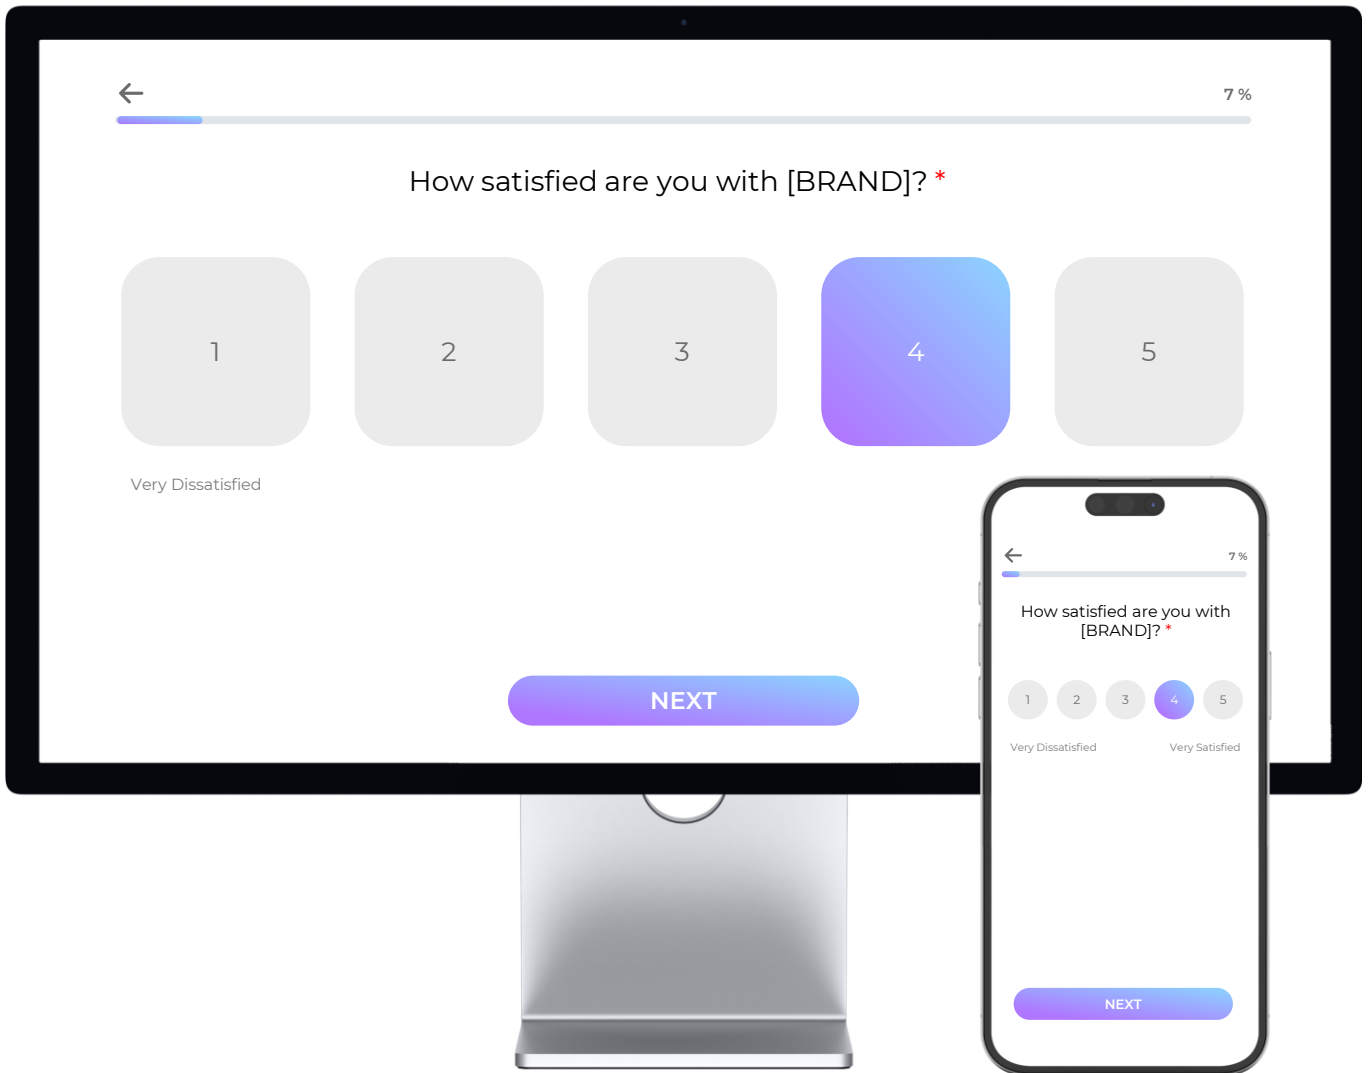 7 %
How satisfied are you with [BRAND]? *
1
2
3
4
5
Very Dissatisfied
NEXT
7 %
How satisfied are you with
[BRAND]? *
1
2
3
4
5
Very Dissatisfied
Very Satisfied
NEXT